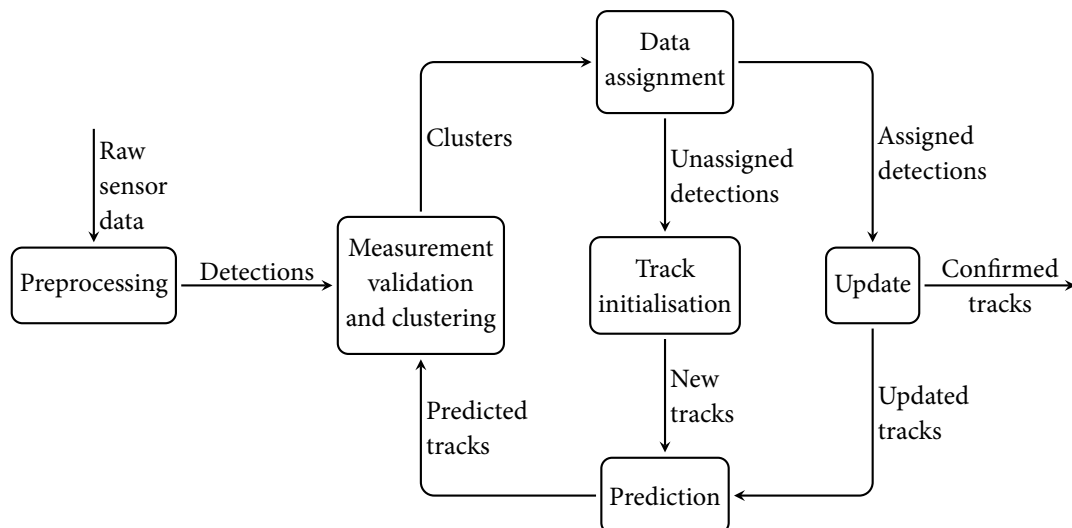 Data
assignment
Clusters
Raw
sensor
data
Unassigned
detections
Assigned
detections
Preprocessing
Detections
Measurement
validation
and clustering
Track
initialisation
Update
Confirmed
tracks
Predicted
tracks
New
tracks
Updated
tracks
Prediction